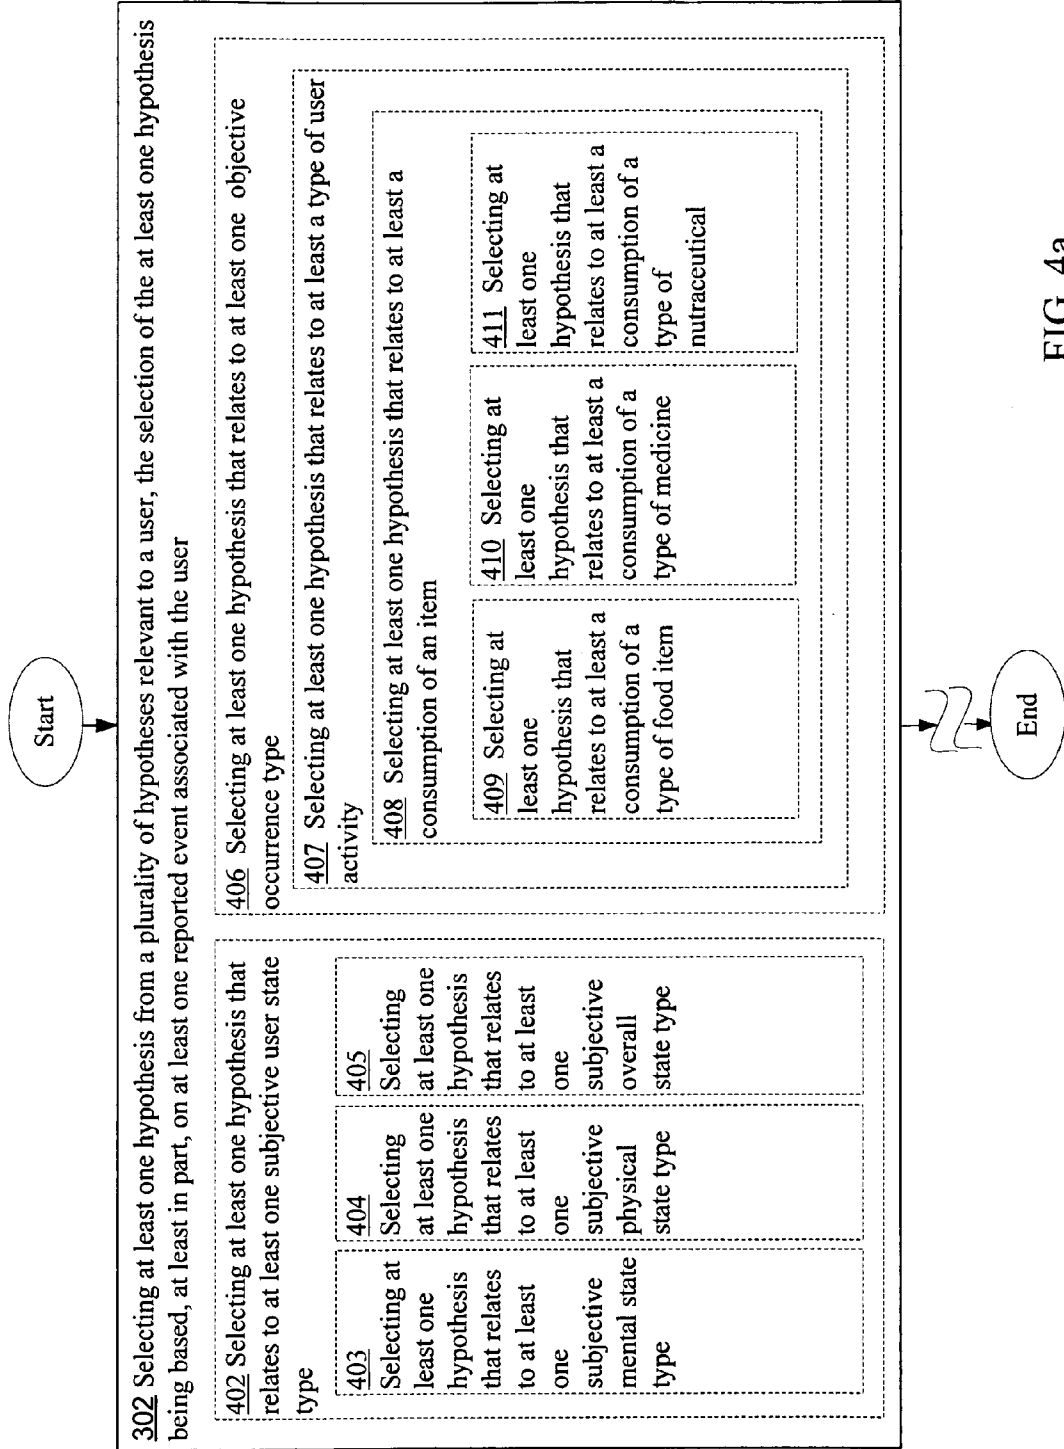 Start
302 Selecting at least one hypothesis from a plurality of hypotheses relevant to a user, the selection of the at least one hypothesis
being based, at least in part, on at least one reported event associated with the user
402 Selecting at least one hypothesis that
relates to at least one subjective user state
type
403
Selecting at
least one
hypothesis
that relates
to at least
one
subjective
mental state
type
404
Selecting
at least one
hypothesis
that relates
to at least
one
subjective
physical
state type
405
Selecting
at least one
hypothesis
that relates
to at least
one
subjective
overall
state type
406 Selecting at least one hypothesis that relates to at least one objective
occurrence type
407 Selecting at least one hypothesis that relates to at least a type of user
activity
408 Selecting at least one hypothesis that relates to at least a
consumption of an item
409 Selecting at
least one
hypothesis that
relates to at least a
consumption of a
type of food item
410 Selecting at
least one
hypothesis that
relates to at least a
consumption of a
type of medicine
411 Selecting at
least one
hypothesis that
relates to at least a
consumption of a
type of
nutraceutical
End
FIG. 4a